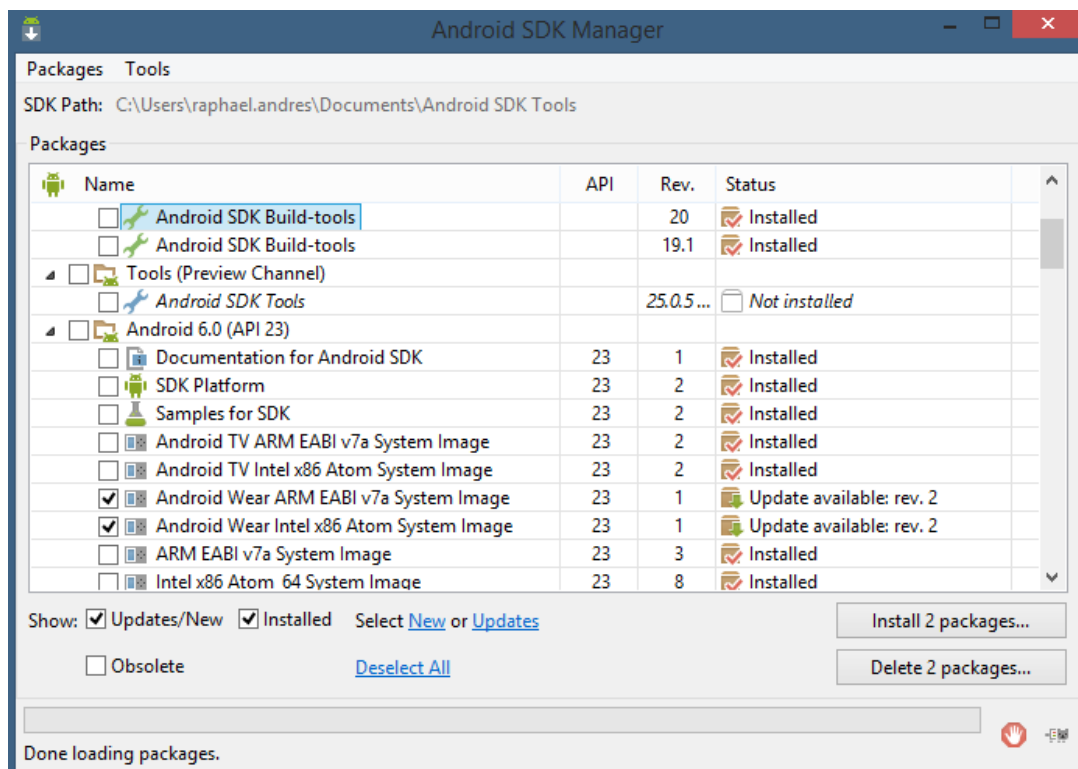 Android SDK Manager
Packages Tools
SDK Path: C:\Users\raphael.andres\Documents\Android SDK Tools
Packages
Name API Rev. Status
Android SDK Build-tools 20 Installed
Android SDK Build-tools 19.1 Installed
Tools (Preview Channel)
Android SDK Tools 25.0.5 ... Not installed
Android 6.0 (API 23)
Documentation for Android SDK 23 1 Installed
SDK Platform 23 2 Installed
Samples for SDK 23 2 Installed
Android TV ARM EABI v7a System Image 23 2 Installed
Android TV Intel x86 Atom System Image 23 2 Installed
Android Wear ARM EABI v7a System Image 23 1 Update available: rev. 2
Android Wear Intel x86 Atom System Image 23 1 Update available: rev. 2
ARM EABI v7a System Image 23 3 Installed
Intel x86 Atom_64 System Image 23 8 Installed
Show: Updates/New Installed Select New or Updates Install 2 packages...
Obsolete Deselect All Delete 2 packages...
Done loading packages.